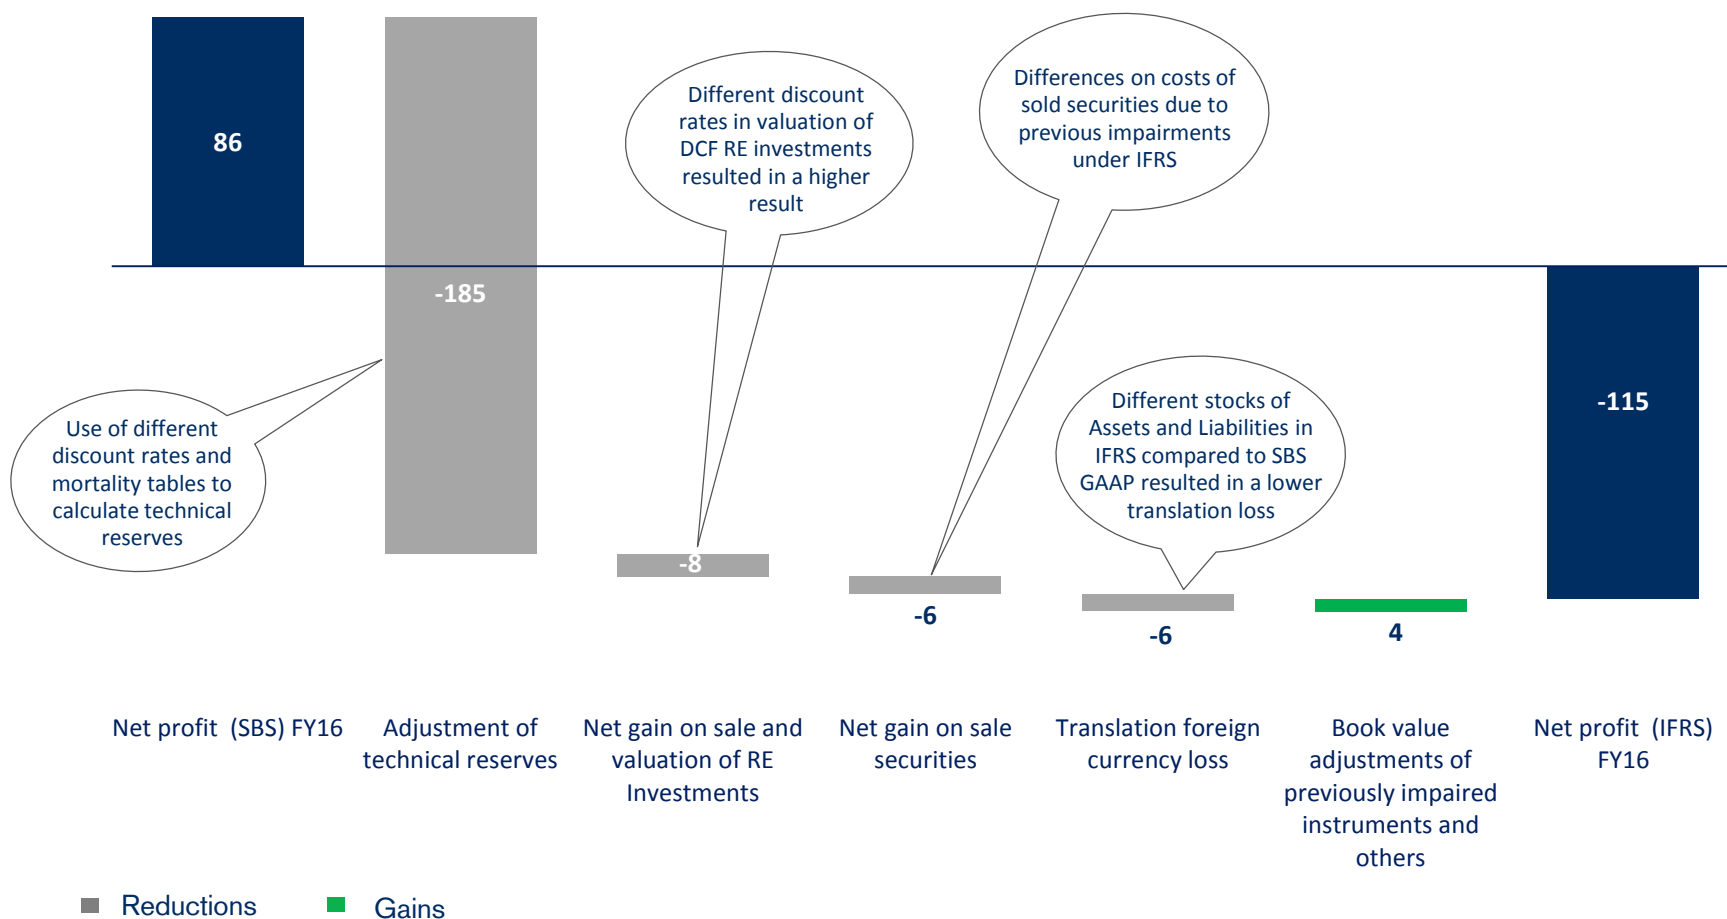 86
-185
-8
-6
-6
4
-115
Different discount
rates in valuation of
DCF RE investments
resulted in a higher
result
Differences on costs of
sold securities due to
previous impairments
under IFRS
Use of different
discount rates and
mortality tables to
calculate technical
reserves
Different stocks of
Assets and Liabilities in
IFRS compared to SBS
GAAP resulted in a lower
translation loss
Net profit (SBS) FY16
Adjustment of
technical reserves
Net gain on sale and
valuation of RE
Investments
Net gain on sale
securities
Translation foreign
currency loss
Book value
adjustments of
previously impaired
instruments and
others
Net profit (IFRS)
FY16
Reductions
Gains